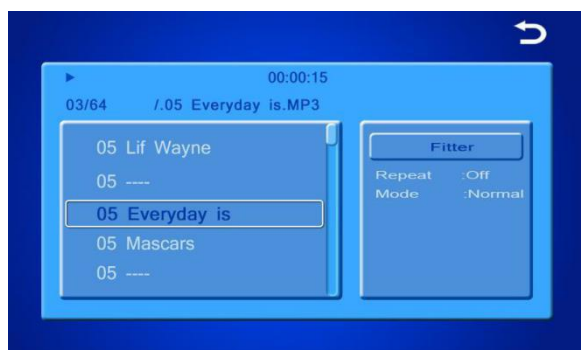 00:00:15
03/64 /.05 Everyday is.MP3
05 Lif Wayne
05 ----
05 Everyday is
05 Mascars
05 ----
Fitter
Repeat :Off
Mode :Normal